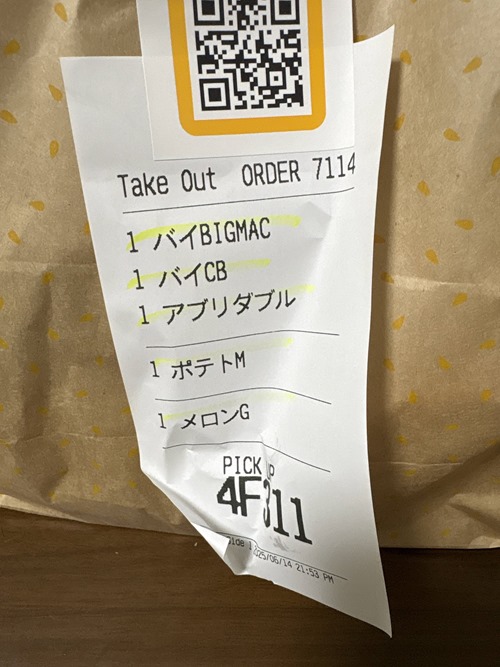 Take Out ORDER 7114
1 バイBIGMAC
1 バイCB
1 アブリダブル
1 ポテトM
1 メロンG
PICK
4F311
2025/06/14 21:53 PM